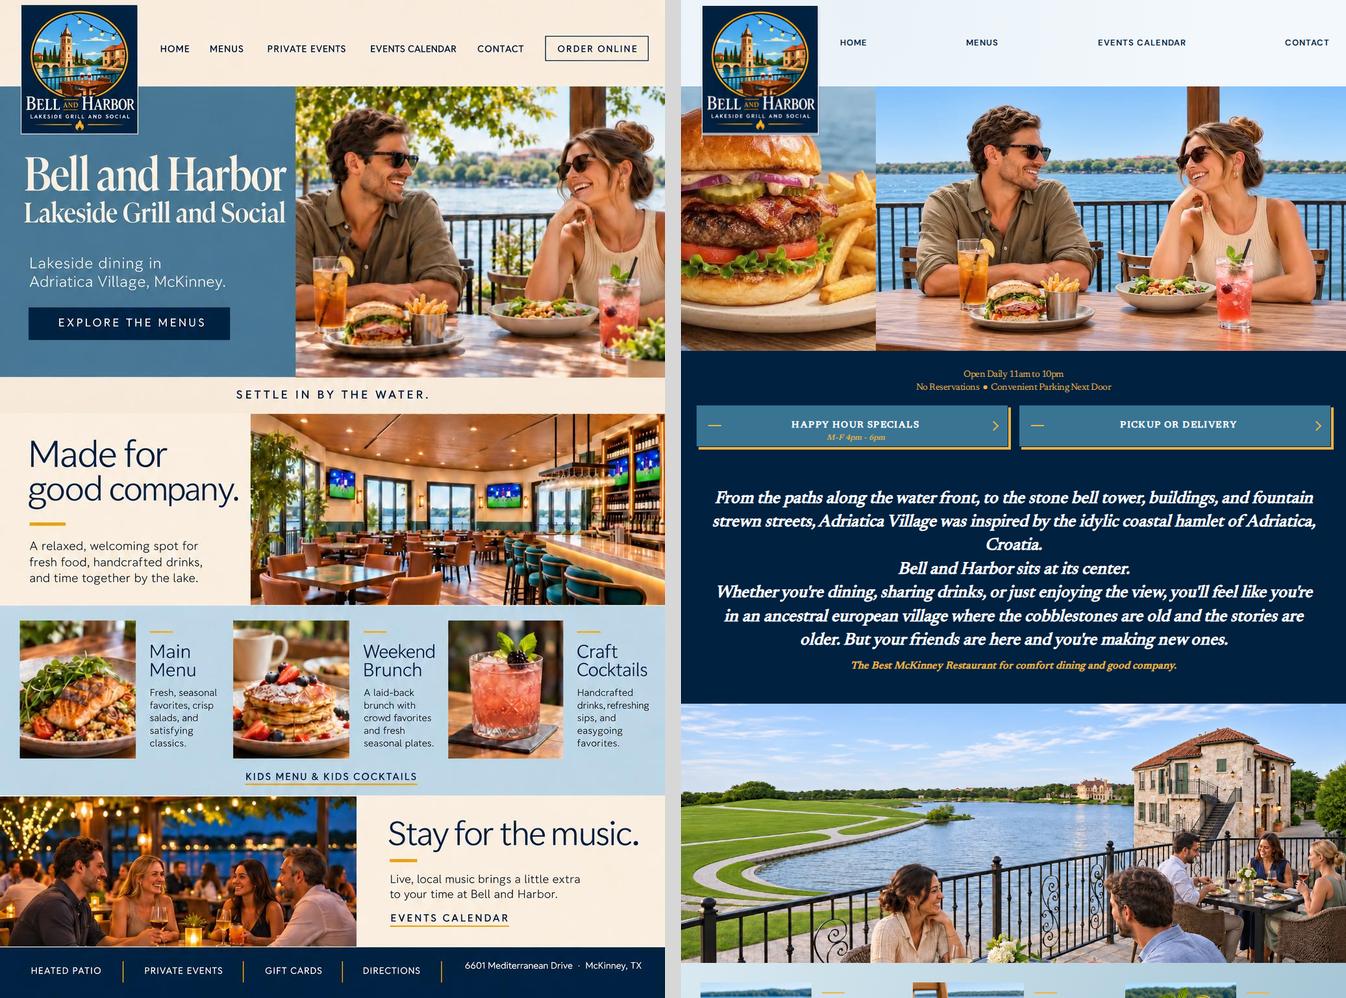 BELL AND HARBOR
LAKESIDE GRILL AND SOCIAL
HOME
MENUS
PRIVATE EVENTS
EVENTS CALENDAR
CONTACT
ORDER ONLINE
Bell and Harbor
Lakeside Grill and Social
Lakeside dining in
Adriatica Village, McKinney.
EXPLORE THE MENUS
SETTLE IN BY THE WATER.
Made for
good company.
A relaxed, welcoming spot for
fresh food, handcrafted drinks,
and time together by the lake.
Main
Menu
Fresh, seasonal
favorites, crisp
salads, and
satisfying
classics.
Weekend
Brunch
A laid-back
brunch with
crowd favorites
and fresh
seasonal plates.
Craft
Cocktails
Handcrafted
drinks, refreshing
sips, and
easygoing
favorites.
KIDS MENU & KIDS COCKTAILS
Stay for the music.
Live, local music brings a little extra
to your time at Bell and Harbor.
EVENTS CALENDAR
HEATED PATIO
PRIVATE EVENTS
GIFT CARDS
DIRECTIONS
6601 Mediterranean Drive · McKinney, TX
BELL AND HARBOR
LAKESIDE GRILL AND SOCIAL
HOME
MENUS
EVENTS CALENDAR
CONTACT
Open Daily 11am to 10pm
No Reservations ● Convenient Parking Next Door
HAPPY HOUR SPECIALS
M-F 4pm - 6pm
PICKUP OR DELIVERY
From the paths along the water front, to the stone bell tower, buildings, and fountain
strewn streets, Adriatica Village was inspired by the idylic coastal hamlet of Adriatica,
Croatia.
Bell and Harbor sits at its center.
Whether you're dining, sharing drinks, or just enjoying the view, you'll feel like you're
in an ancestral european village where the cobblestones are old and the stories are
older. But your friends are here and you're making new ones.
The Best McKinney Restaurant for comfort dining and good company.